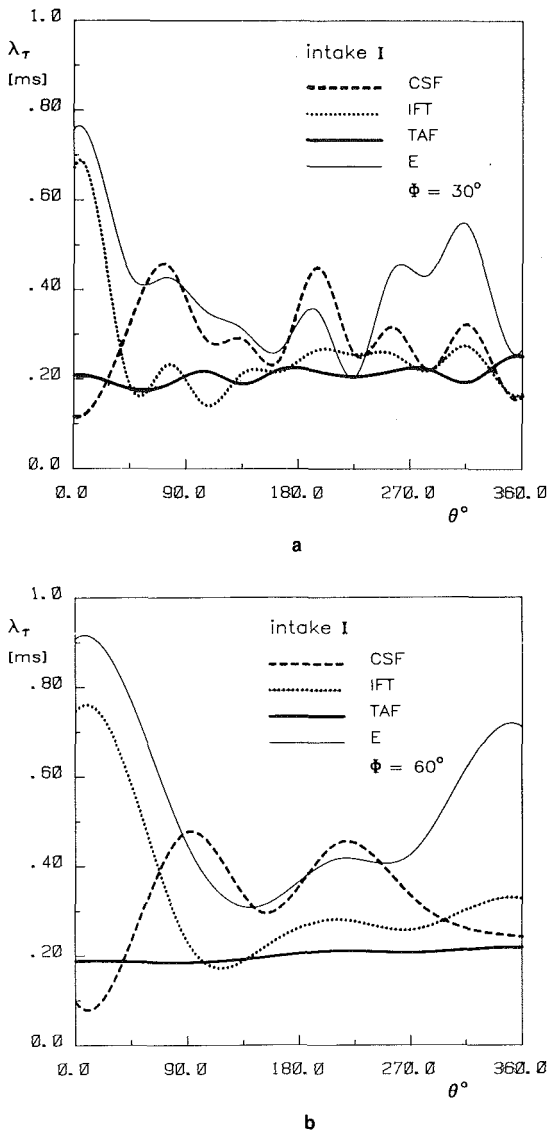 1.0
λτ
[ms]
.80
.60
.40
.20
0.0
intake I
CSF
IFT
TAF
E
Φ = 30°
0.0 90.0 180.0 270.0 360.0
θ°
a
1.0
λτ
[ms]
.80
.60
.40
.20
0.0
intake I
CSF
IFT
TAF
E
Φ = 60°
0.0 90.0 180.0 270.0 360.0
θ°
b